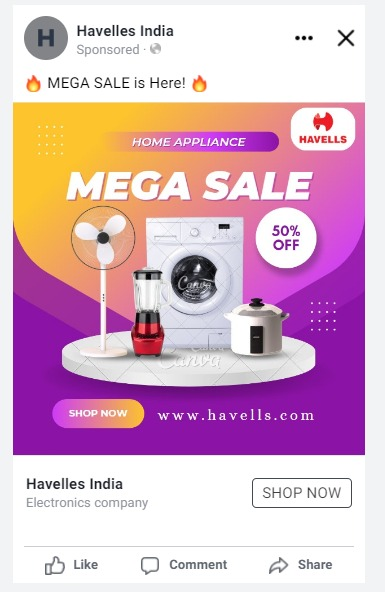 H Havelles India
Sponsored ·
🔥 MEGA SALE is Here! 🔥
HAVELLS
HOME APPLIANCE
MEGA SALE
50%
OFF
Canva
Canva
SHOP NOW www.havells.com
Havelles India
Electronics company
SHOP NOW
Like Comment Share